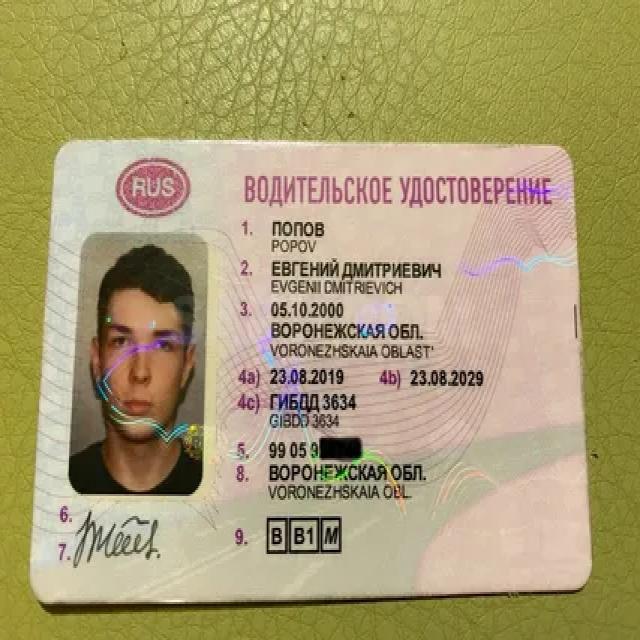 RUS
ВОДИТЕЛЬСКОЕ УДОСТОВЕРЕНИЕ
1. ПОПОВ
POPOV
2. ЕВГЕНИЙ ДМИТРИЕВИЧ
EVGENII DMITRIEVICH
3. 05.10.2000
ВОРОНЕЖСКАЯ ОБЛ.
VORONEZHSKAIA OBLAST'
4a) 23.08.2019 4b) 23.08.2029
4c) ГИБДД 3634
GIBDD 3634
5. 99 05 9
8. ВОРОНЕЖСКАЯ ОБЛ.
VORONEZHSKAIA OBL.
6.
7.
9. B B1 M